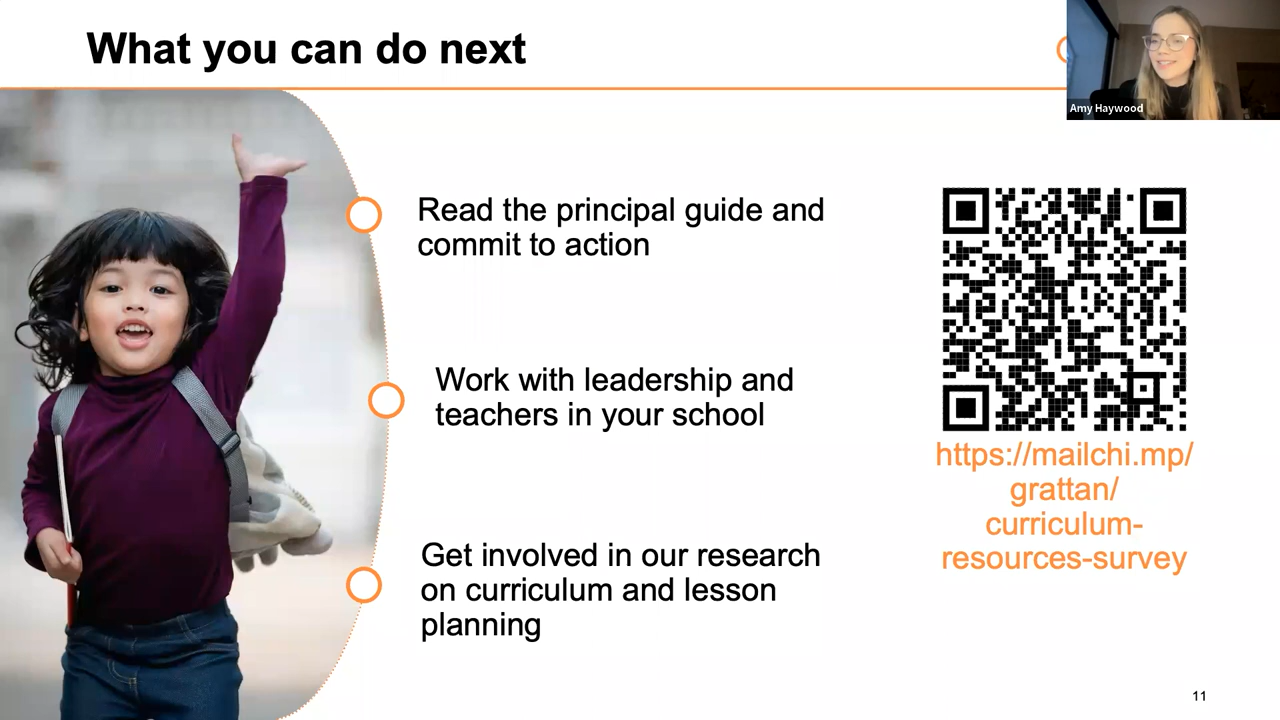 What you can do next
Amy Haywood
Read the principal guide and
commit to action
Work with leadership and
teachers in your school
Get involved in our research
on curriculum and lesson
planning
https://mailchi.mp/
grattan/
curriculum-
resources-survey
11